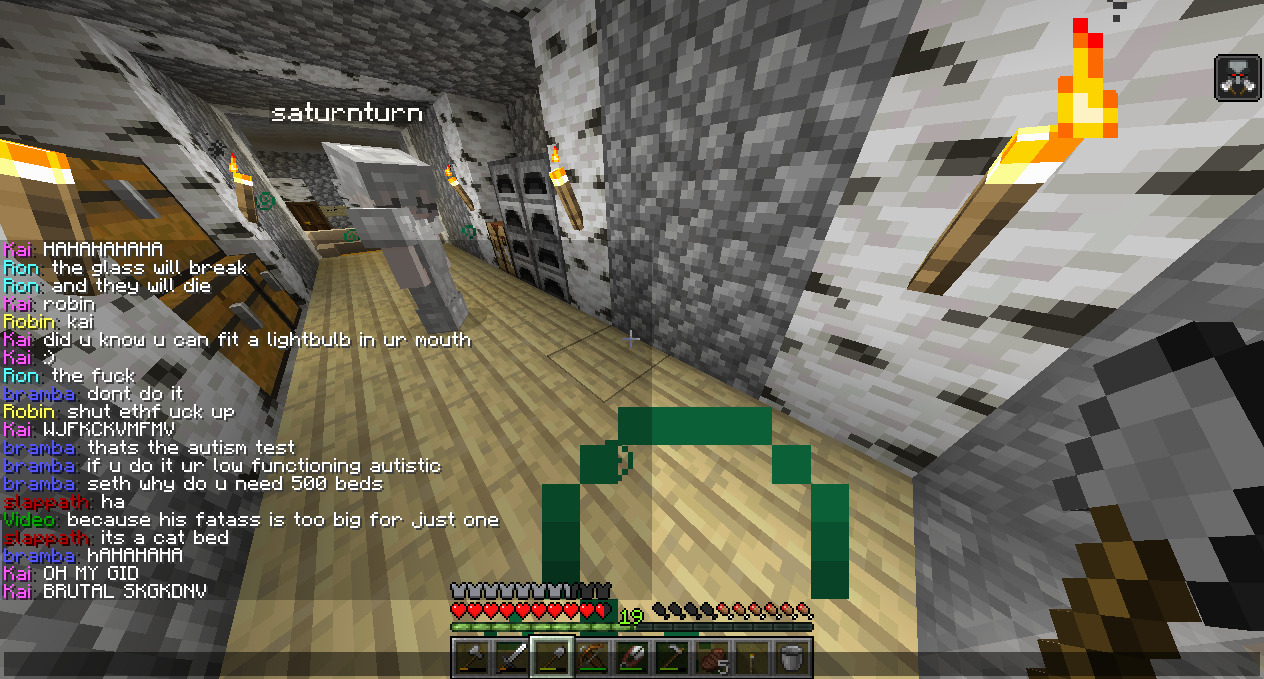 saturnturn
Kai: HAHAHAHAHA
Ron: the glass will break
Ron: and they will die
Kai: robin
Robin: kai
Kai: did u know u can fit a lightbulb in ur mouth
Kai: :)
Ron: the fuck
bramba: dont do it
Robin: shut ethf uck up
Kai: WJFKCKVMFMV
bramba: thats the autism test
bramba: if u do it ur low functioning autistic
bramba: seth why do u need 500 beds
slappath: ha
Video: because his fatass is too big for just one
slappath: its a cat bed
bramba: hAHAHAHA
Kai: OH MY GID
Kai: BRUTAL SKGKDNV
19
5